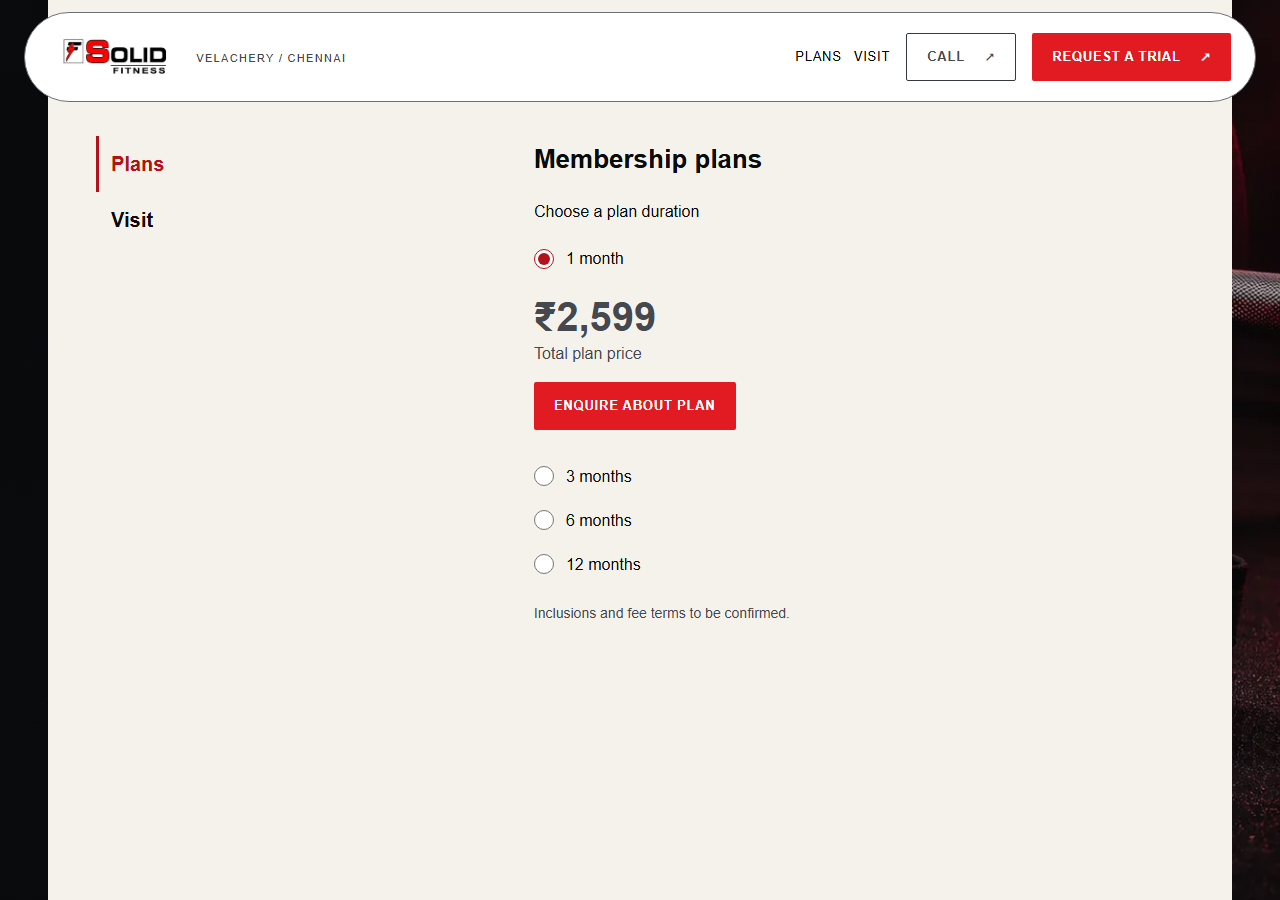 F SOLID
FITNESS
VELACHERY / CHENNAI
PLANS VISIT CALL ↗ REQUEST A TRIAL ↗
Plans
Visit
Membership plans
Choose a plan duration
1 month
₹2,599
Total plan price
ENQUIRE ABOUT PLAN
3 months
6 months
12 months
Inclusions and fee terms to be confirmed.